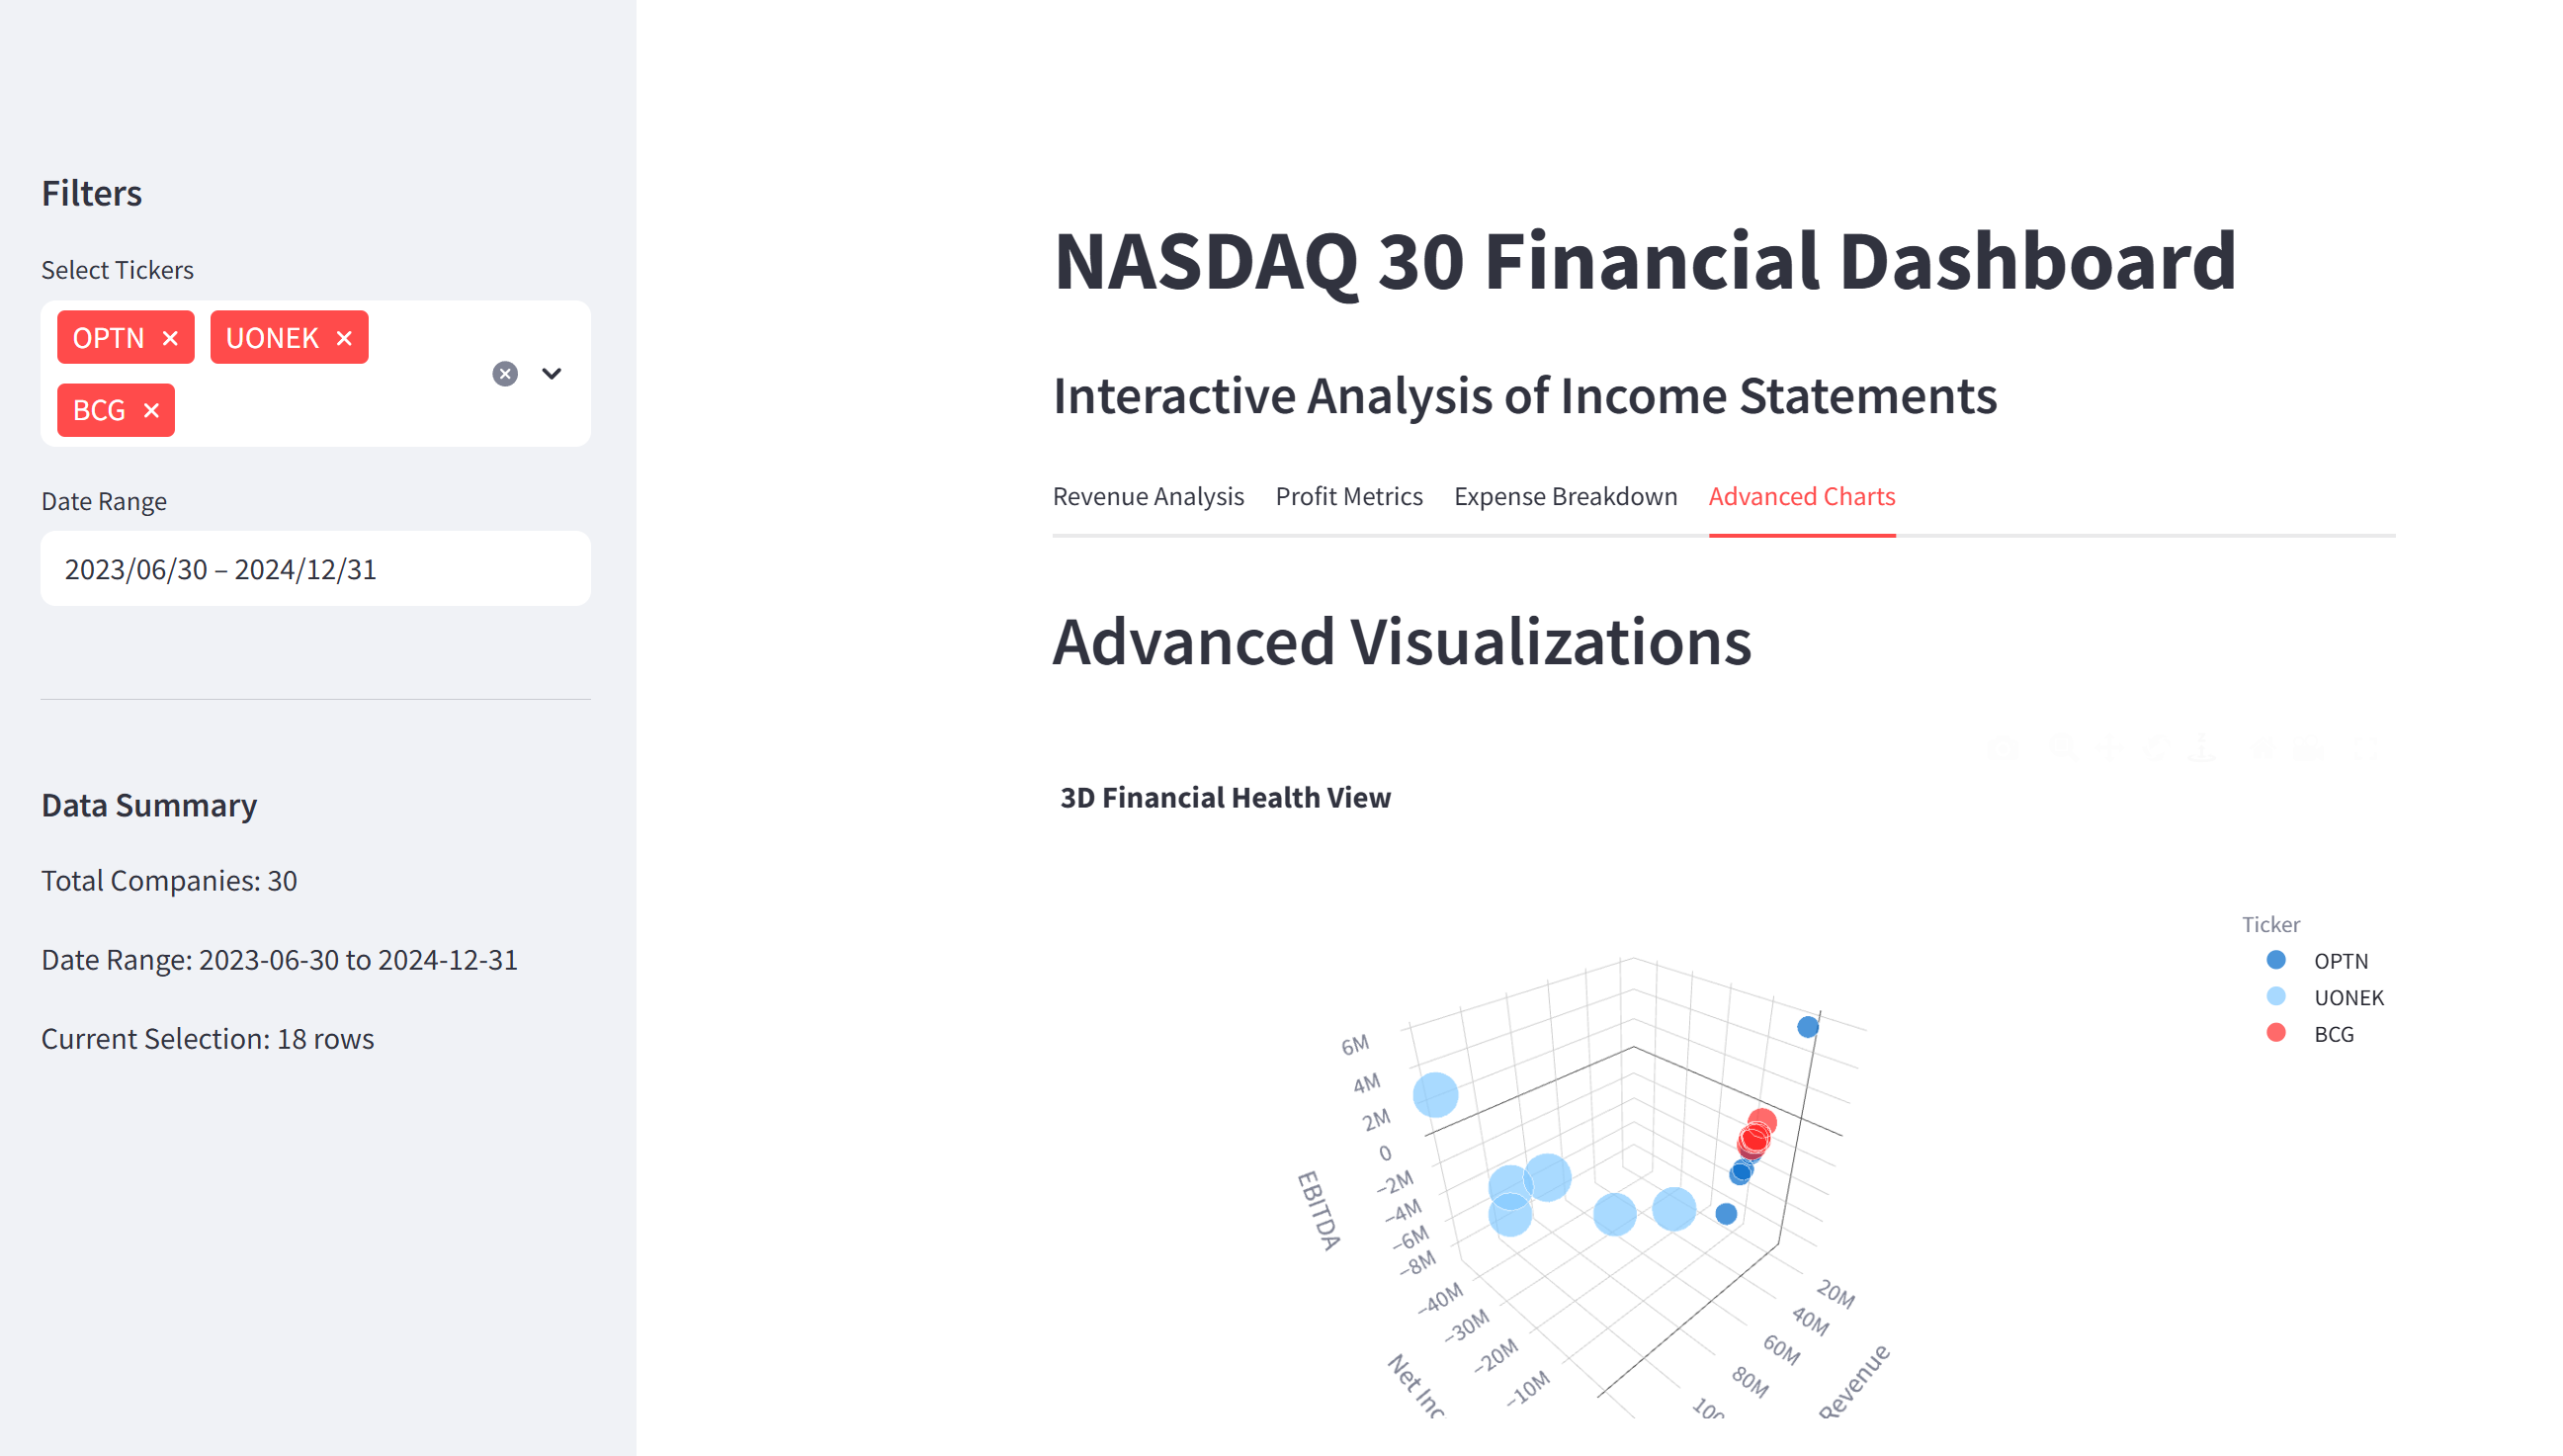 Filters
Select Tickers
OPTN
UONEK
BCG
Date Range
2023/06/30 – 2024/12/31
Data Summary
Total Companies: 30
Date Range: 2023-06-30 to 2024-12-31
Current Selection: 18 rows
NASDAQ 30 Financial Dashboard
Interactive Analysis of Income Statements
Revenue Analysis Profit Metrics Expense Breakdown Advanced Charts
Advanced Visualizations
3D Financial Health View
Ticker
OPTN
UONEK
BCG
6M
4M
2M
0
−2M
−4M
−6M
−8M
EBITDA
−40M
−30M
−20M
−10M
Net Inc
20M
40M
60M
80M
Revenue